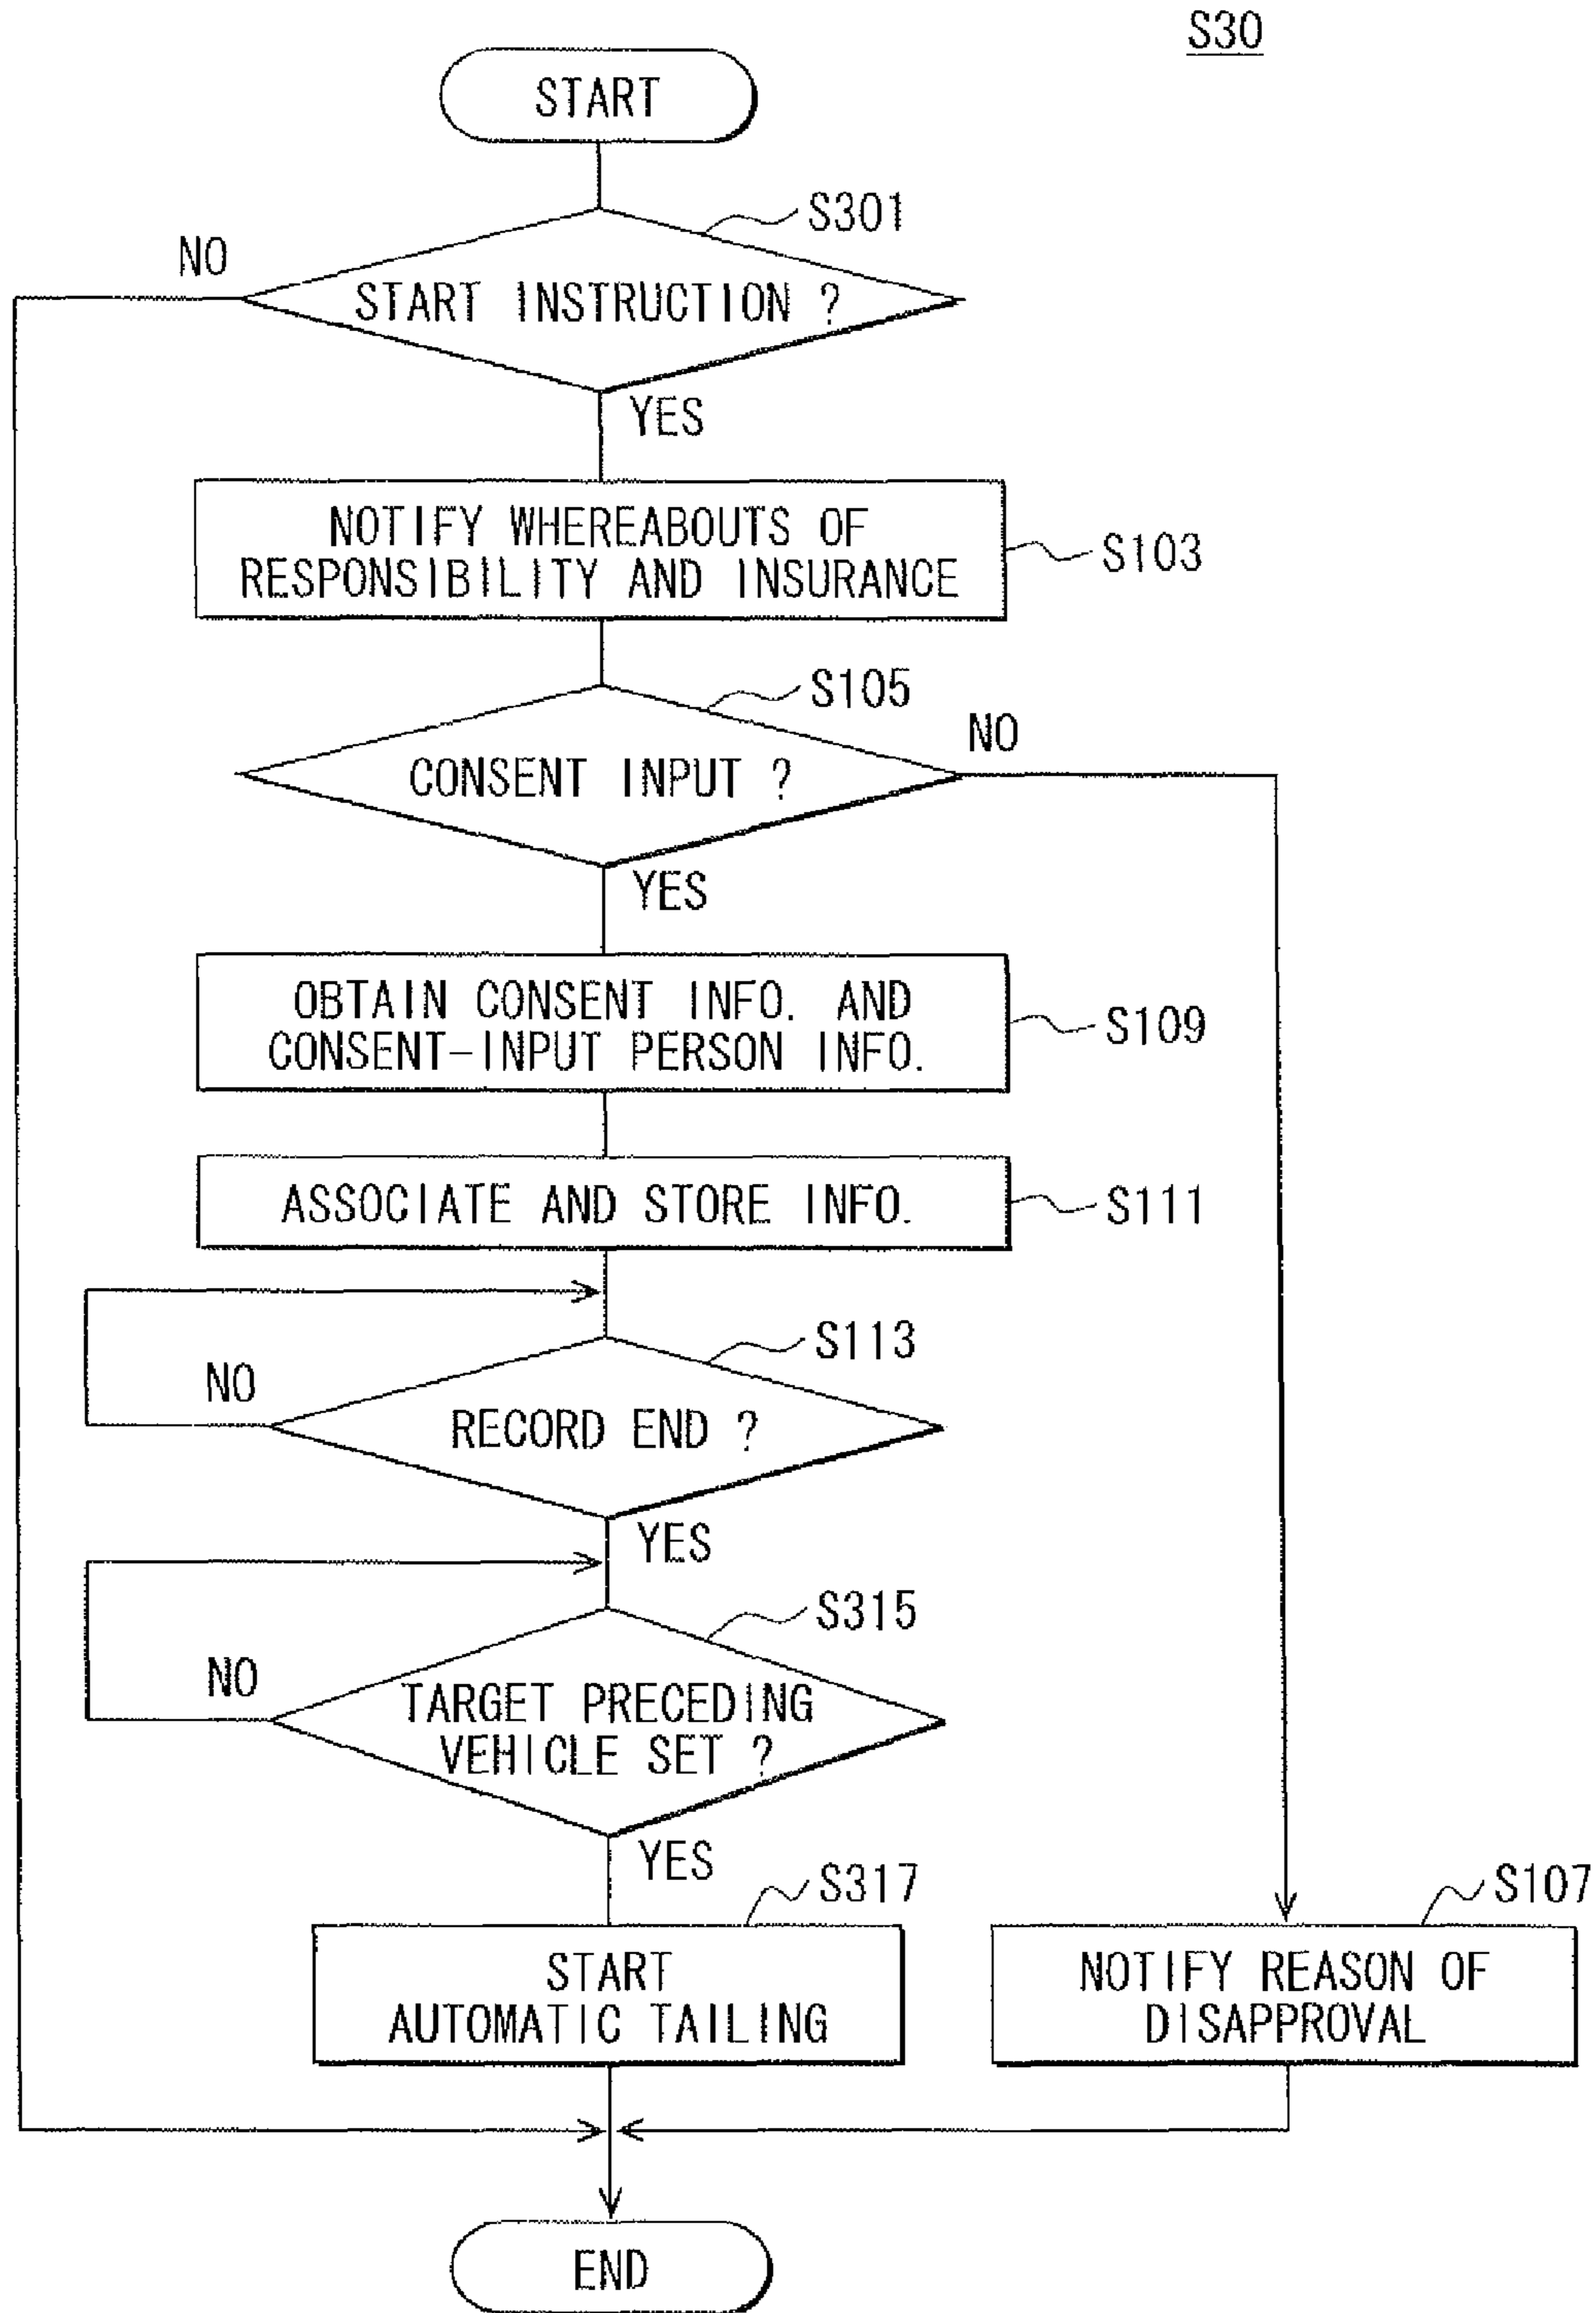 S30
START
S301
NO
START INSTRUCTION ?
YES
NOTIFY WHEREABOUTS OF
RESPONSIBILITY AND INSURANCE
S103
S105
NO
CONSENT INPUT ?
YES
OBTAIN CONSENT INFO. AND
CONSENT-INPUT PERSON INFO.
S109
ASSOCIATE AND STORE INFO.
S111
S113
NO
RECORD END ?
YES
S315
NO
TARGET PRECEDING
VEHICLE SET ?
YES
S317
S107
START
AUTOMATIC TAILING
NOTIFY REASON OF
DISAPPROVAL
END